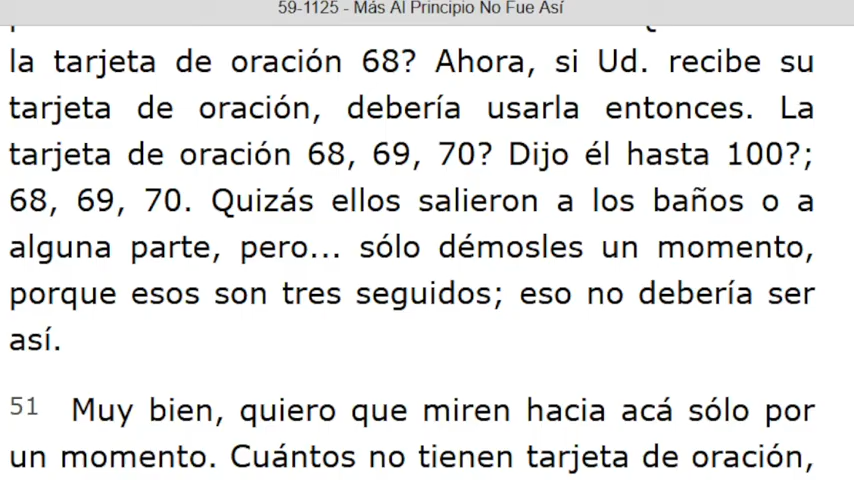 59-1125 - Más Al Principio No Fue Así
la tarjeta de oración 68? Ahora, si Ud. recibe su
tarjeta de oración, debería usarla entonces. La
tarjeta de oración 68, 69, 70? Dijo él hasta 100?;
68, 69, 70. Quizás ellos salieron a los baños o a
alguna parte, pero... sólo démosles un momento,
porque esos son tres seguidos; eso no debería ser
así.
51 Muy bien, quiero que miren hacia acá sólo por
un momento. Cuántos no tienen tarjeta de oración,